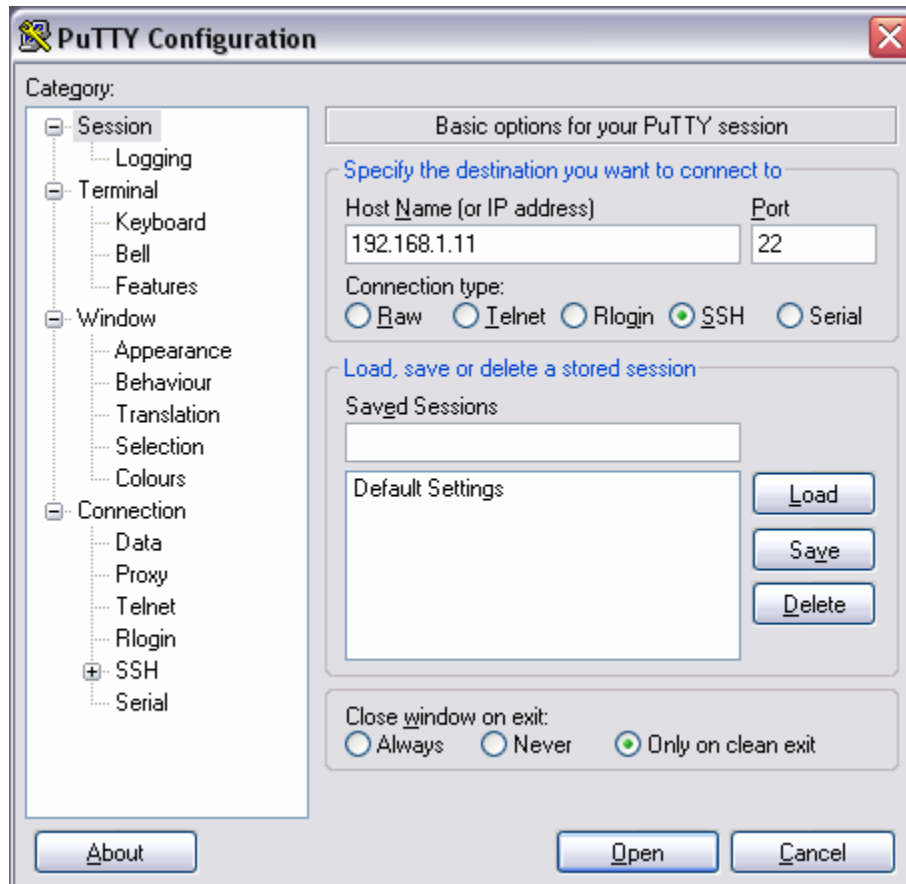 PuTTY Configuration
Category:
Session
Logging
Terminal
Keyboard
Bell
Features
Window
Appearance
Behaviour
Translation
Selection
Colours
Connection
Data
Proxy
Telnet
Rlogin
SSH
Serial
Basic options for your PuTTY session
Specify the destination you want to connect to
Host Name (or IP address) Port
192.168.1.11 22
Connection type:
Raw Telnet Rlogin SSH Serial
Load, save or delete a stored session
Saved Sessions
Default Settings
Load
Save
Delete
Close window on exit:
Always Never Only on clean exit
About Open Cancel